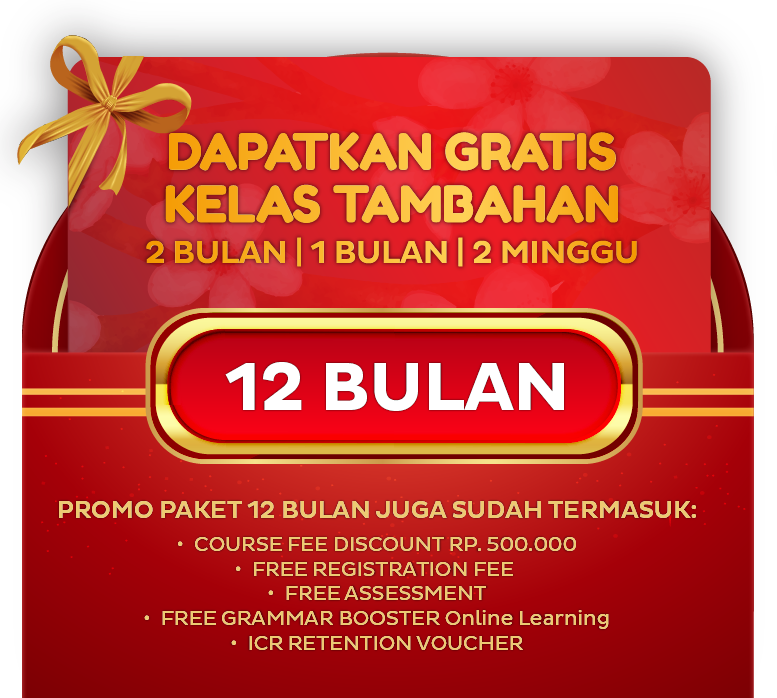 DAPATKAN GRATIS
KELAS TAMBAHAN
2 BULAN | 1 BULAN | 2 MINGGU
12 BULAN
PROMO PAKET 12 BULAN JUGA SUDAH TERMASUK:
• COURSE FEE DISCOUNT RP. 500.000
• FREE REGISTRATION FEE
• FREE ASSESSMENT
• FREE GRAMMAR BOOSTER Online Learning
• ICR RETENTION VOUCHER